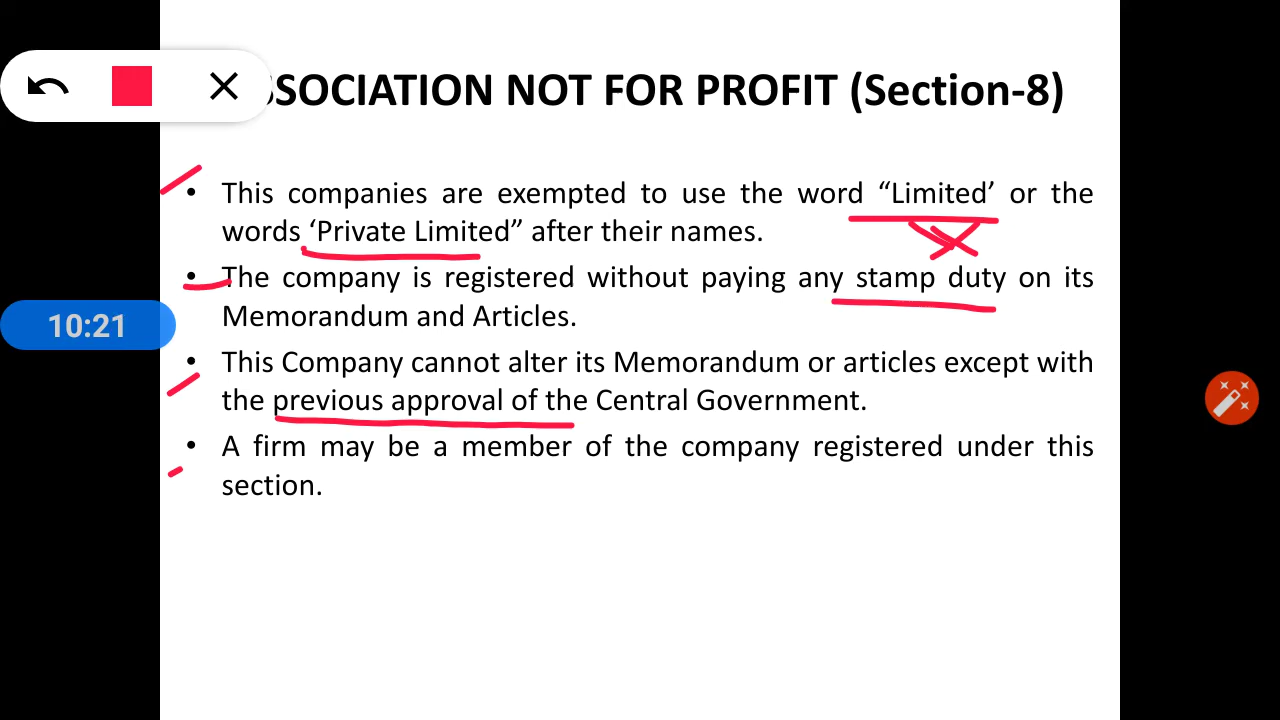 SSOCIATION NOT FOR PROFIT (Section-8)
• This companies are exempted to use the word “Limited’ or the
words ‘Private Limited” after their names.
• The company is registered without paying any stamp duty on its
Memorandum and Articles.
10:21
• This Company cannot alter its Memorandum or articles except with
the previous approval of the Central Government.
• A firm may be a member of the company registered under this
section.